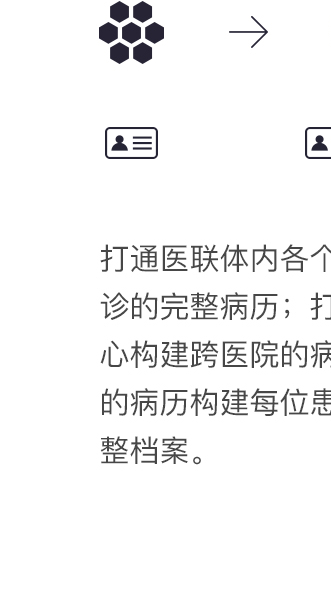 打通医联体内各个
诊的完整病历；打
心构建跨医院的病
的病历构建每位患
整档案。